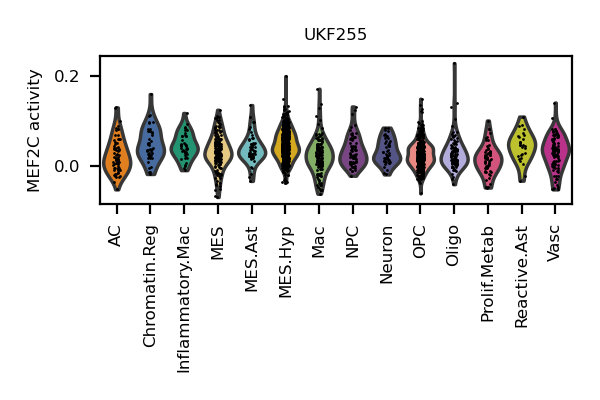 UKF255
MEF2C activity
0.2
0.0
AC
Chromatin.Reg
Inflammatory.Mac
MES
MES.Ast
MES.Hyp
Mac
NPC
Neuron
OPC
Oligo
Prolif.Metab
Reactive.Ast
Vasc